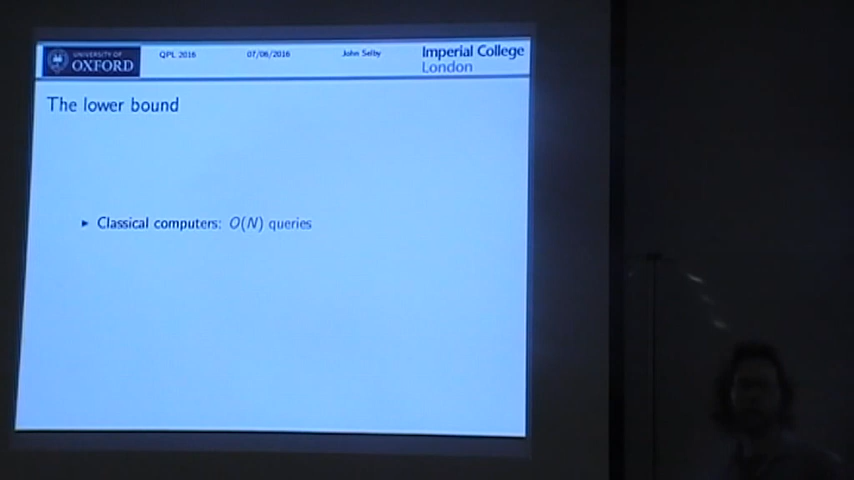 UNIVERSITY OF
OXFORD
QPL 2016
07/06/2016
John Selby
Imperial College
London
The lower bound
► Classical computers: O(N) queries